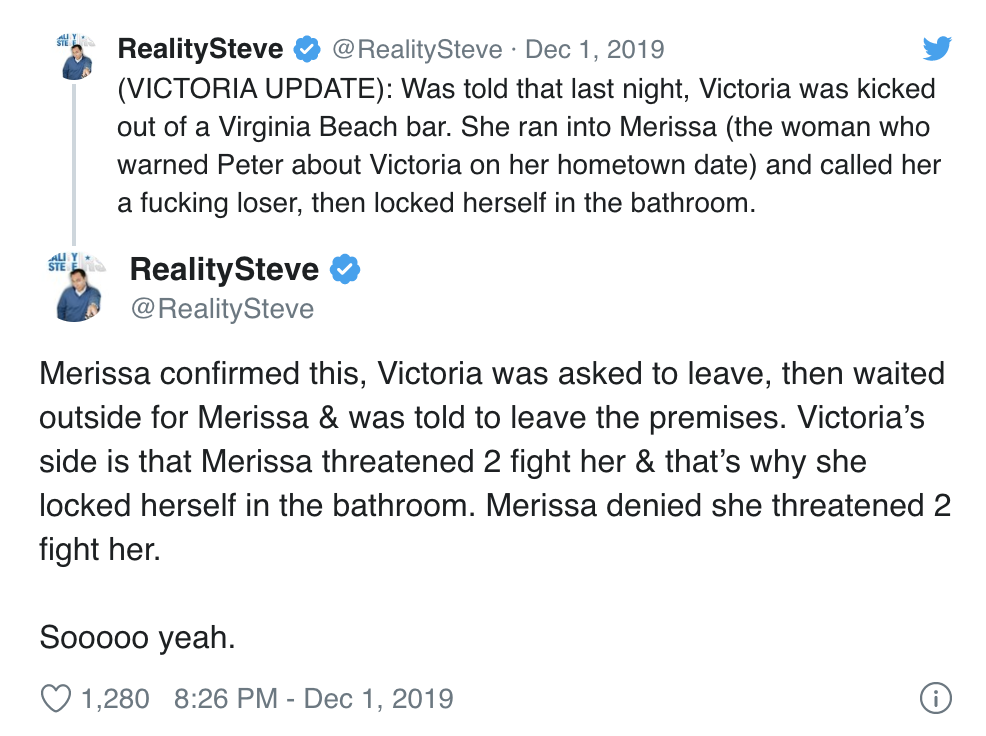 RealitySteve @RealitySteve · Dec 1, 2019
(VICTORIA UPDATE): Was told that last night, Victoria was kicked
out of a Virginia Beach bar. She ran into Merissa (the woman who
warned Peter about Victoria on her hometown date) and called her
a fucking loser, then locked herself in the bathroom.
RealitySteve
@RealitySteve
Merissa confirmed this, Victoria was asked to leave, then waited
outside for Merissa & was told to leave the premises. Victoria’s
side is that Merissa threatened 2 fight her & that’s why she
locked herself in the bathroom. Merissa denied she threatened 2
fight her.
Sooooo yeah.
1,280 8:26 PM - Dec 1, 2019